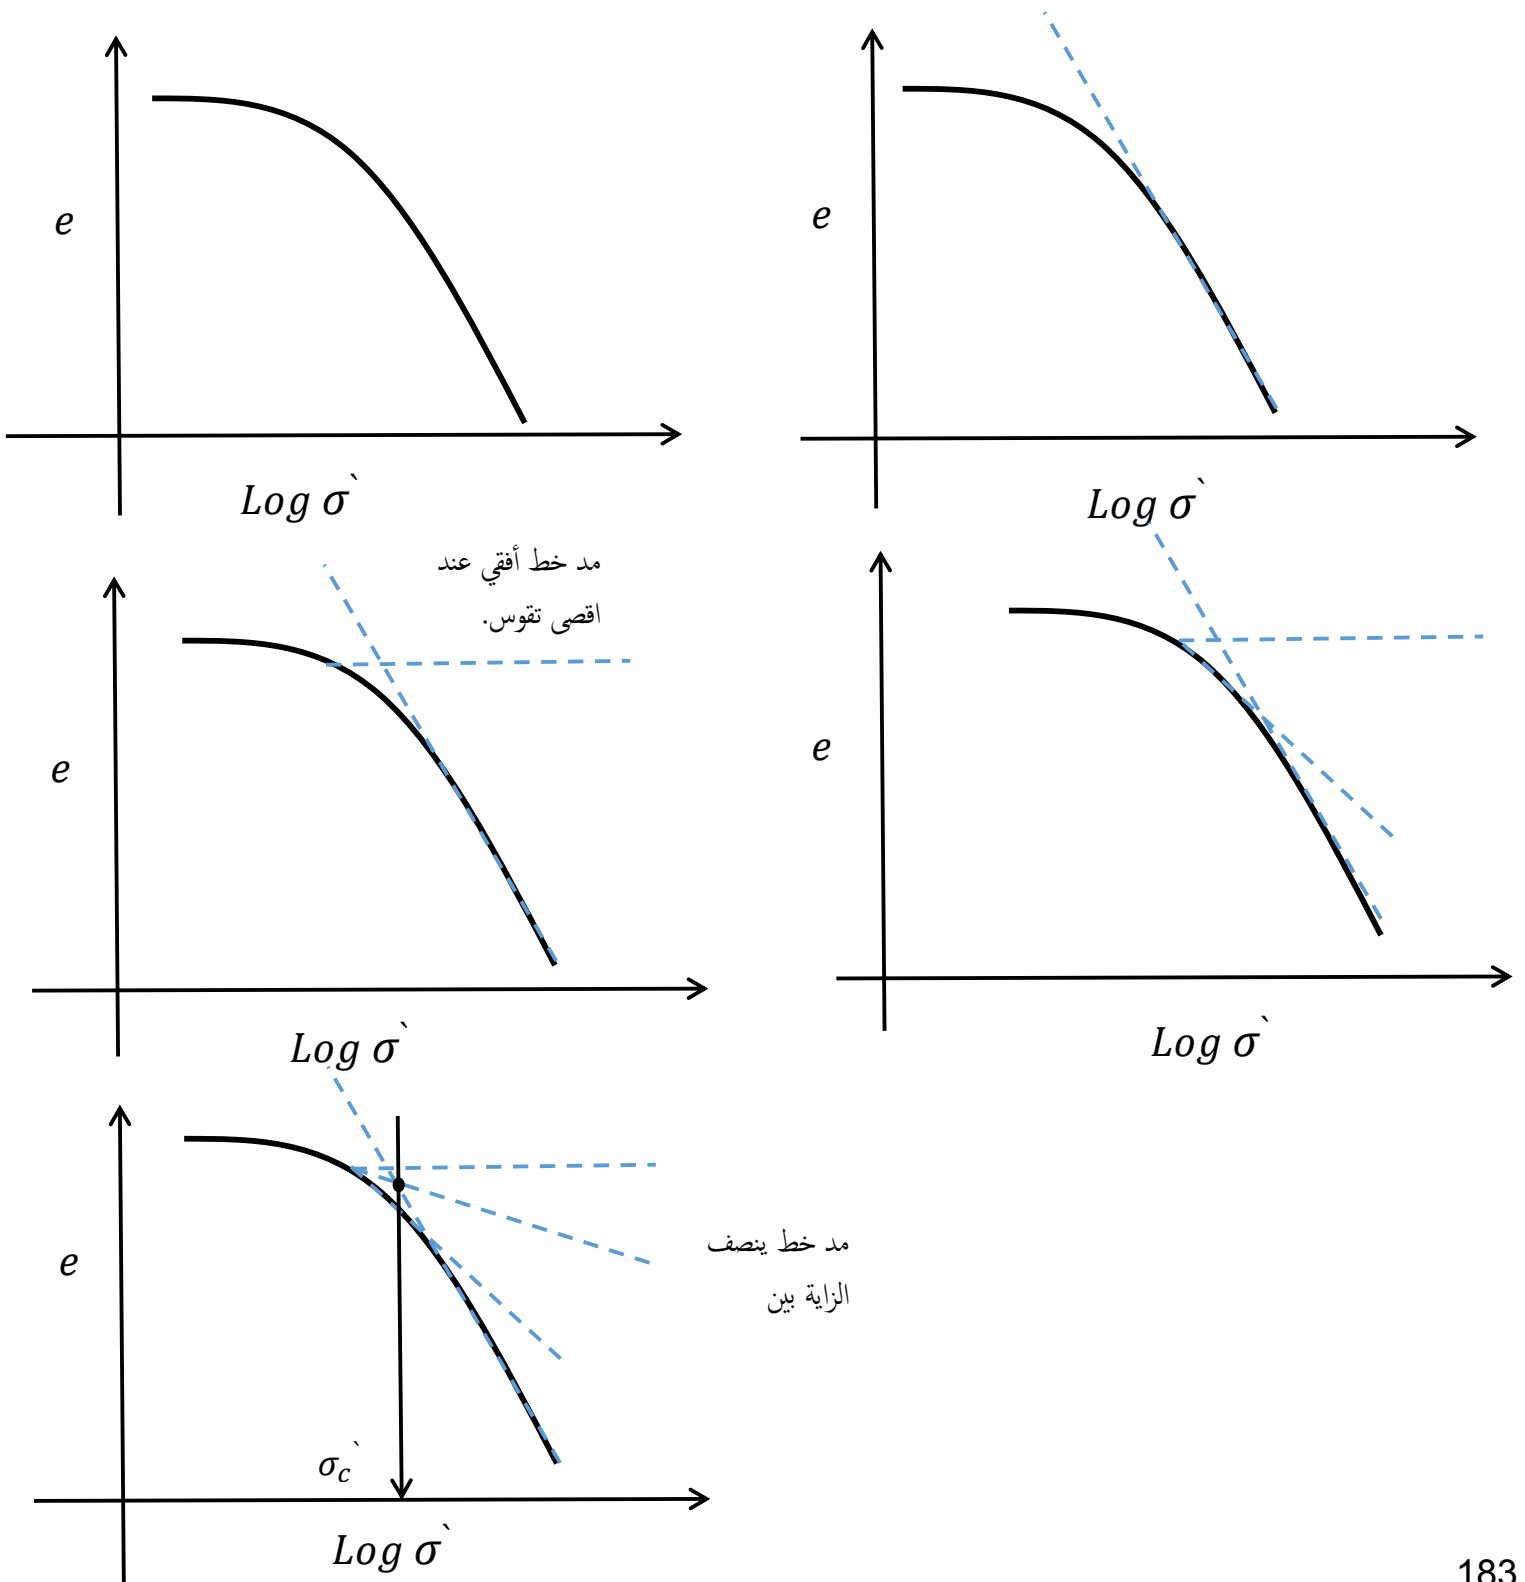 e
e
Log σ`
Log σ`
مد خط أفقي عند
اقصى تقوس.
e
e
Log σ`
Log σ`
e
مد خط ينصف
الزاية بين
σc`
Log σ`
183